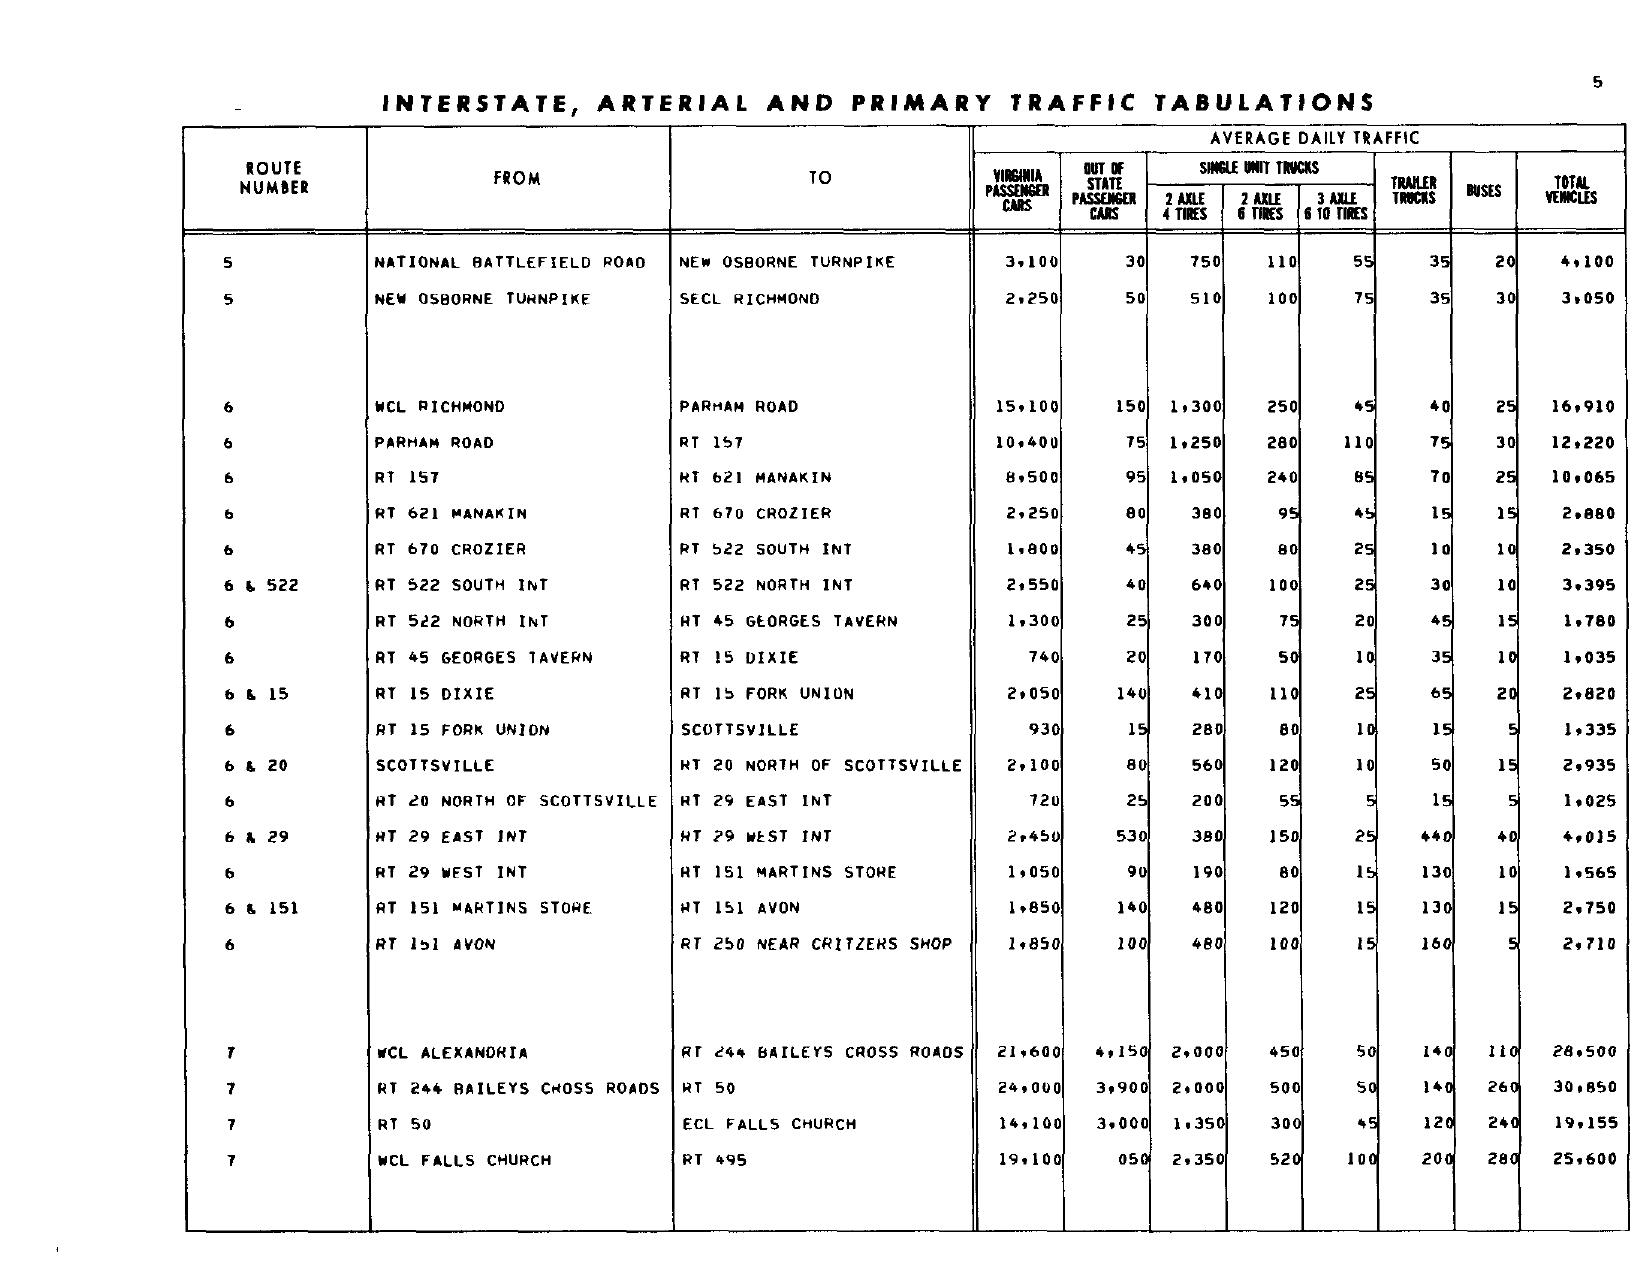 5
INTERSTATE, ARTERIAL AND PRIMARY TRAFFIC TABULATIONS
AVERAGE DAILY TRAFFIC
ROUTE NUMBER FROM TO VIRGINIA PASSENGER CARS OUT OF STATE PASSENGER CARS SINGLE UNIT TRUCKS 2 AXLE 4 TIRES 2 AXLE 6 TIRES 3 AXLE 6 10 TIRES TRAILER TRUCKS BUSES TOTAL VEHICLES
5 NATIONAL BATTLEFIELD ROAD NEW OSBORNE TURNPIKE 3,100 30 750 110 55 35 20 4,100
5 NEW OSBORNE TURNPIKE SECL RICHMOND 2,250 50 510 100 75 35 30 3,050
6 WCL RICHMOND PARHAM ROAD 15,100 150 1,300 250 45 40 25 16,910
6 PARHAM ROAD RT 157 10,400 75 1,250 280 110 75 30 12,220
6 RT 157 RT 621 MANAKIN 8,500 95 1,050 240 85 70 25 10,065
6 RT 621 MANAKIN RT 670 CROZIER 2,250 80 380 95 45 15 15 2,880
6 RT 670 CROZIER RT 522 SOUTH INT 1,800 45 380 80 25 10 10 2,350
6 & 522 RT 522 SOUTH INT RT 522 NORTH INT 2,550 40 640 100 25 30 10 3,395
6 RT 522 NORTH INT RT 45 GEORGES TAVERN 1,300 25 300 75 20 45 15 1,780
6 RT 45 GEORGES TAVERN RT 15 DIXIE 740 20 170 50 10 35 10 1,035
6 & 15 RT 15 DIXIE RT 15 FORK UNION 2,050 140 410 110 25 65 20 2,820
6 RT 15 FORK UNION SCOTTSVILLE 930 15 280 80 10 15 5 1,335
6 & 20 SCOTTSVILLE RT 20 NORTH OF SCOTTSVILLE 2,100 80 560 120 10 50 15 2,935
6 RT 20 NORTH OF SCOTTSVILLE RT 29 EAST INT 720 25 200 55 5 15 5 1,025
6 & 29 RT 29 EAST INT RT 29 WEST INT 2,450 530 380 150 25 440 40 4,015
6 RT 29 WEST INT RT 151 MARTINS STORE 1,050 90 190 80 15 130 10 1,565
6 & 151 RT 151 MARTINS STORE RT 151 AVON 1,850 140 480 120 15 130 15 2,750
6 RT 151 AVON RT 250 NEAR CRITZERS SHOP 1,850 100 480 100 15 160 5 2,710
7 WCL ALEXANDRIA RT 244 BAILEYS CROSS ROADS 21,600 4,150 2,000 450 50 140 110 28,500
7 RT 244 BAILEYS CROSS ROADS RT 50 24,000 3,900 2,000 500 50 140 260 30,850
7 RT 50 ECL FALLS CHURCH 14,100 3,000 1,350 300 45 120 240 19,155
7 WCL FALLS CHURCH RT 495 19,100 050 2,350 520 100 200 280 25,600